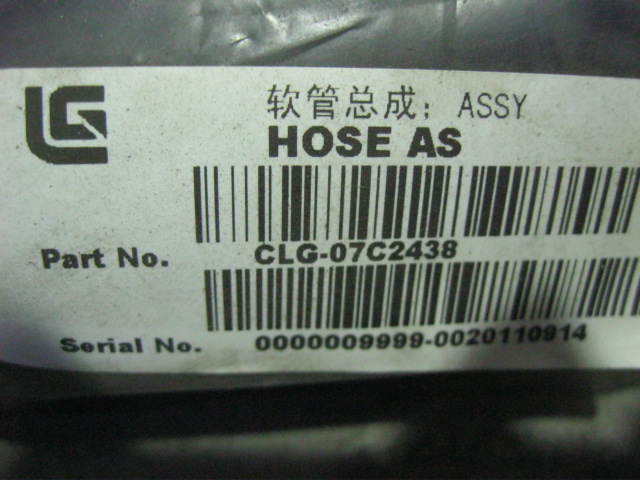 软管总成；ASSY
HOSE AS
Part No. CLG-07C2438
Serial No. 0000009999-0020110914